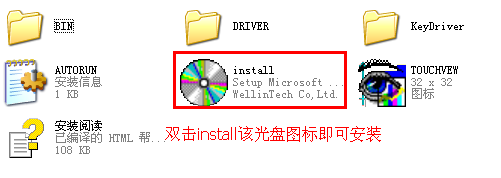 BIN
DRIVER
KeyDriver
AUTORUN
安装信息
1 KB
install
Setup Microsoft ...
WellinTech Co,Ltd.
TOUCHVEW
32 x 32
图标
安装阅读
已编译的 HTML 帮...
108 KB
双击install该光盘图标即可安装